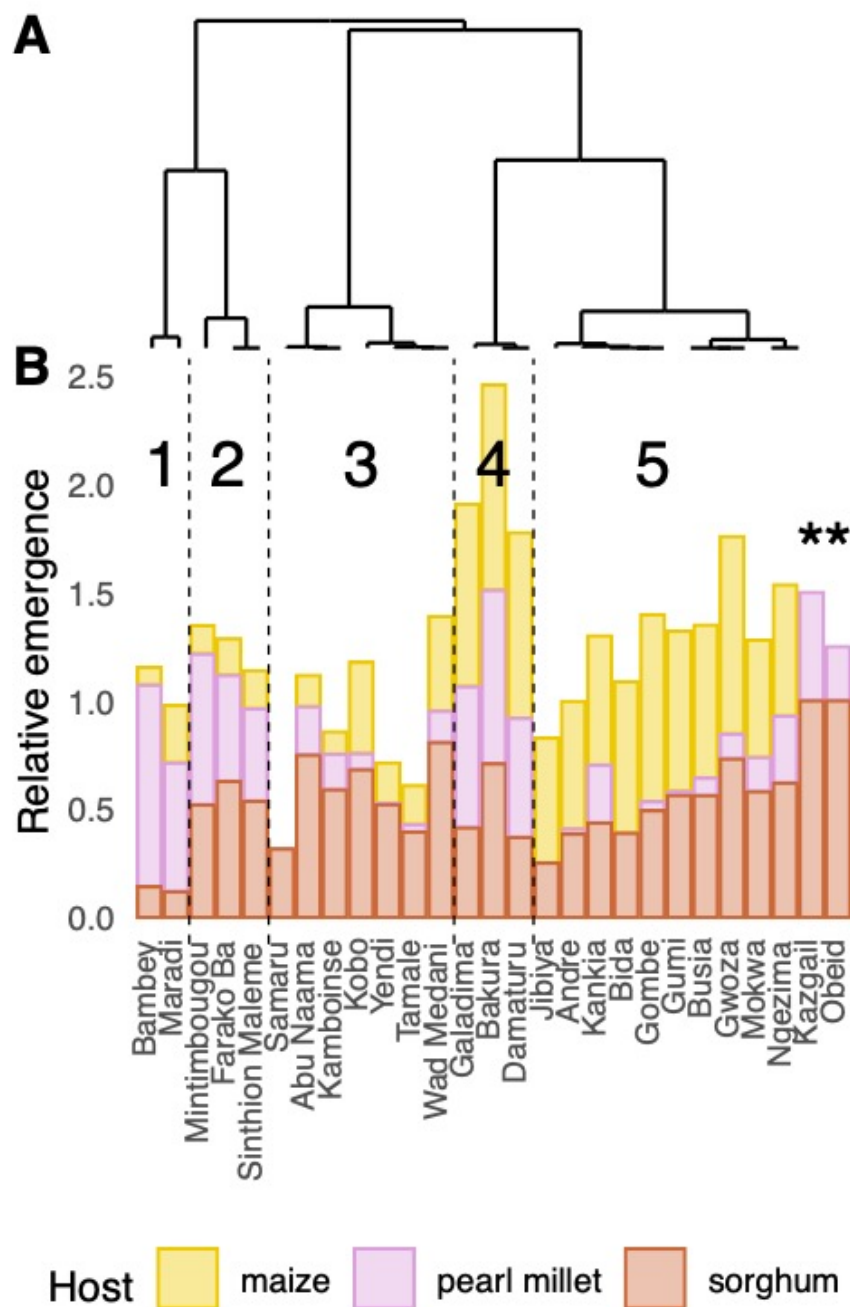 A
B
2.5
2.0
1.5
1.0
0.5
0.0
Relative emergence
1 2 3 4 5
**
Bambey
Maradi
Mintimbougou
Farako Ba
Sinthion Maleme
Samaru
Abu Naama
Kamboinse
Kobo
Yendi
Tamale
Wad Medani
Galadima
Bakura
Damaturu
Jibiya
Andre
Kankia
Bida
Gombe
Gumi
Busia
Gwoza
Mokwa
Ngezima
Kazgail
Obeid
Host maize pearl millet sorghum